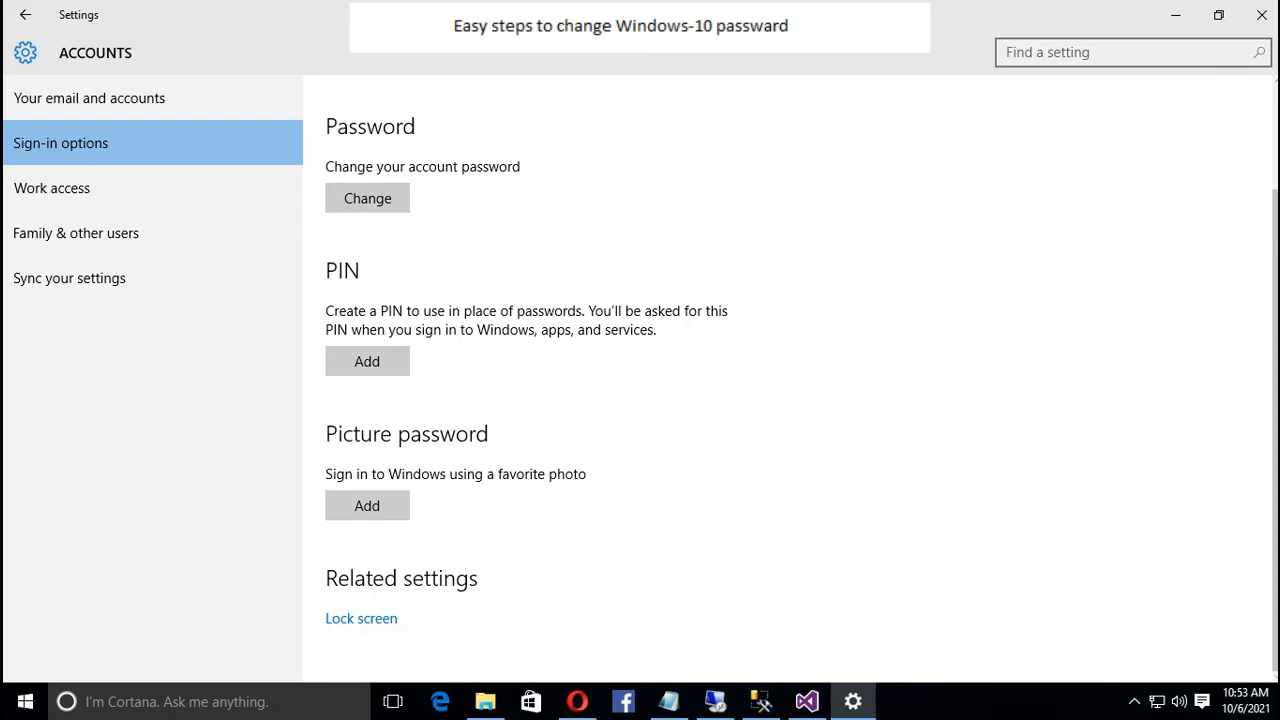 Settings
Easy steps to change Windows-10 passward
ACCOUNTS
Find a setting
Your email and accounts
Sign-in options
Work access
Family & other users
Sync your settings
Password
Change your account password
Change
PIN
Create a PIN to use in place of passwords. You'll be asked for this
PIN when you sign in to Windows, apps, and services.
Add
Picture password
Sign in to Windows using a favorite photo
Add
Related settings
Lock screen
I'm Cortana. Ask me anything.
10:53 AM
10/6/2021